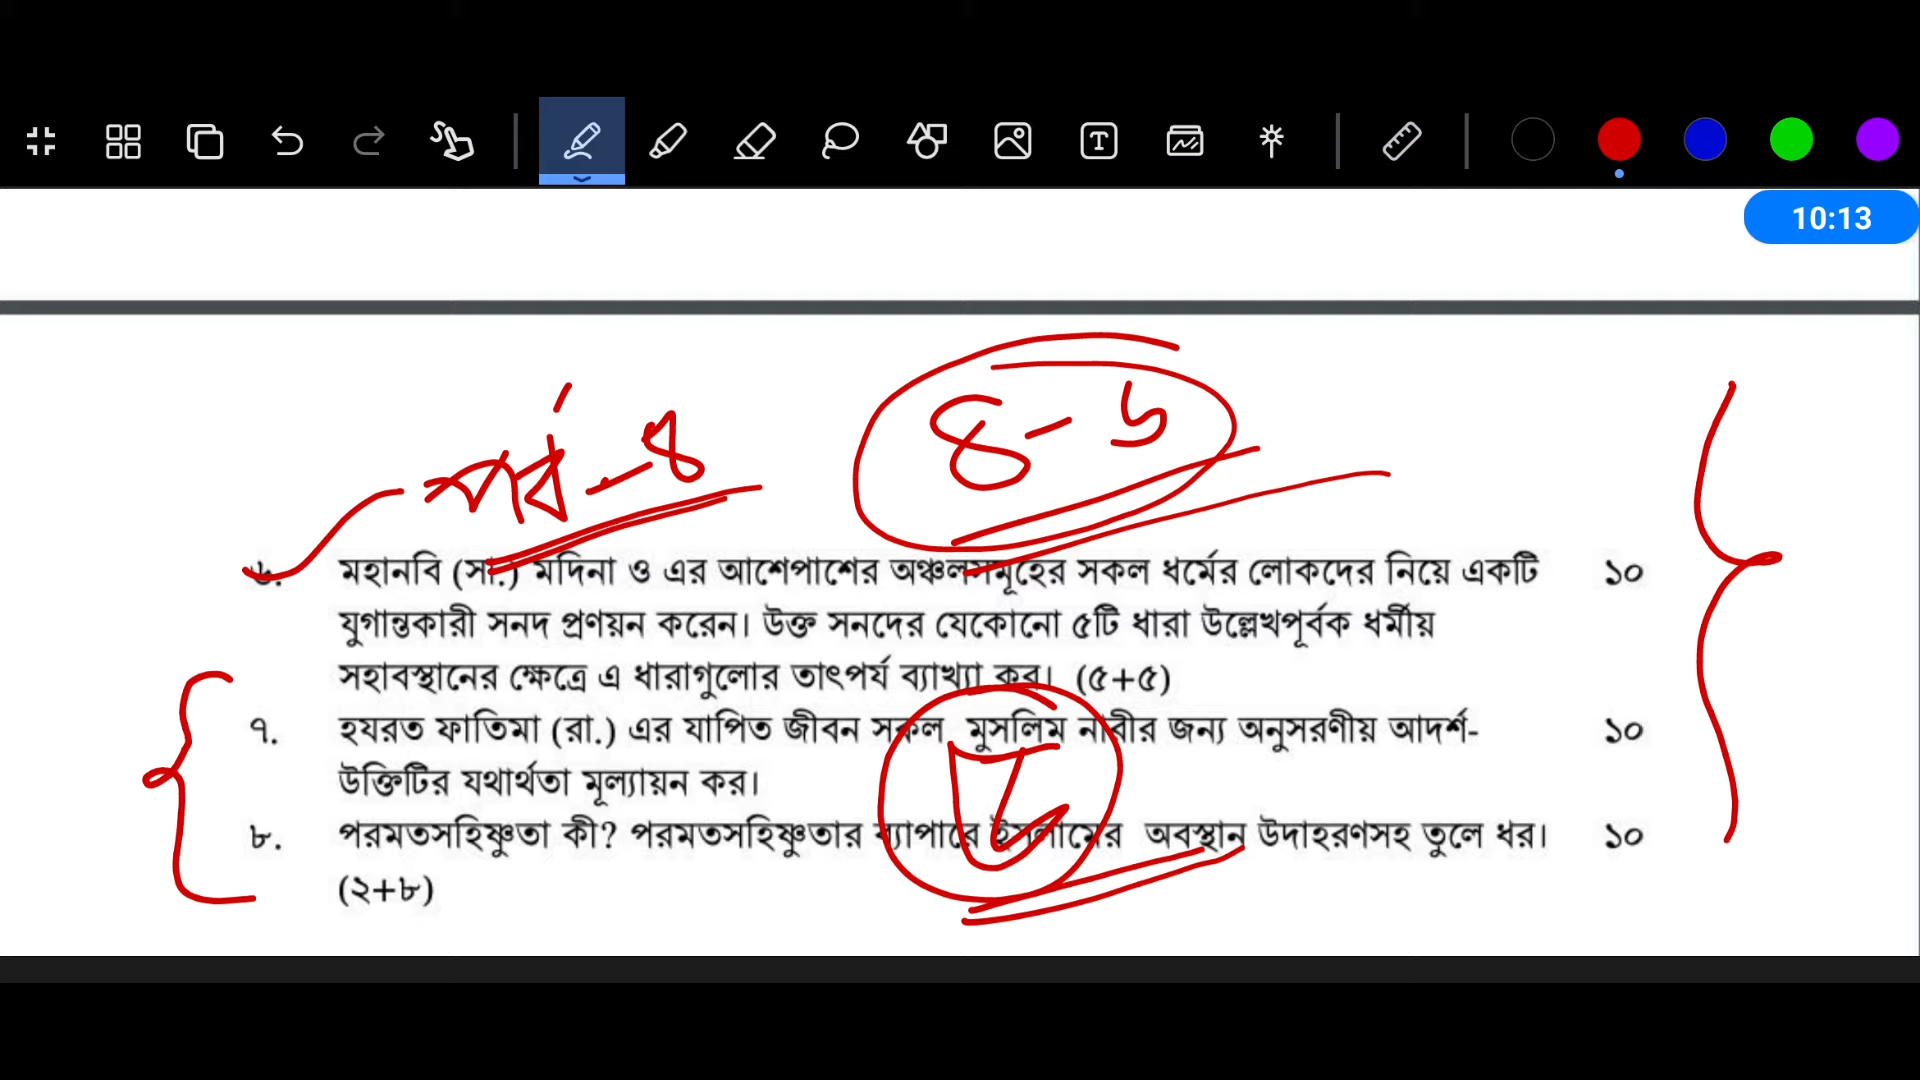 10:13
পর্ব - ৪
৪ - ৬
৬. মহানবি (সা.) মদিনা ও এর আশেপাশের অঞ্চলসমূহের সকল ধর্মের লোকদের নিয়ে একটি ১০
যুগান্তকারী সনদ প্রণয়ন করেন। উক্ত সনদের যেকোনো ৫টি ধারা উল্লেখপূর্বক ধর্মীয়
সহাবস্থানের ক্ষেত্রে এ ধারাগুলোর তাৎপর্য ব্যাখ্যা কর। (৫+৫)
৭. হযরত ফাতিমা (রা.) এর যাপিত জীবন সকল মুসলিম নারীর জন্য অনুসরণীয় আদর্শ- ১০
উক্তিটির যথার্থতা মূল্যায়ন কর।
৮. পরমতসহিষ্ণুতা কী? পরমতসহিষ্ণুতার ব্যাপারে ইসলামের অবস্থান উদাহরণসহ তুলে ধর। ১০
(২+৮)